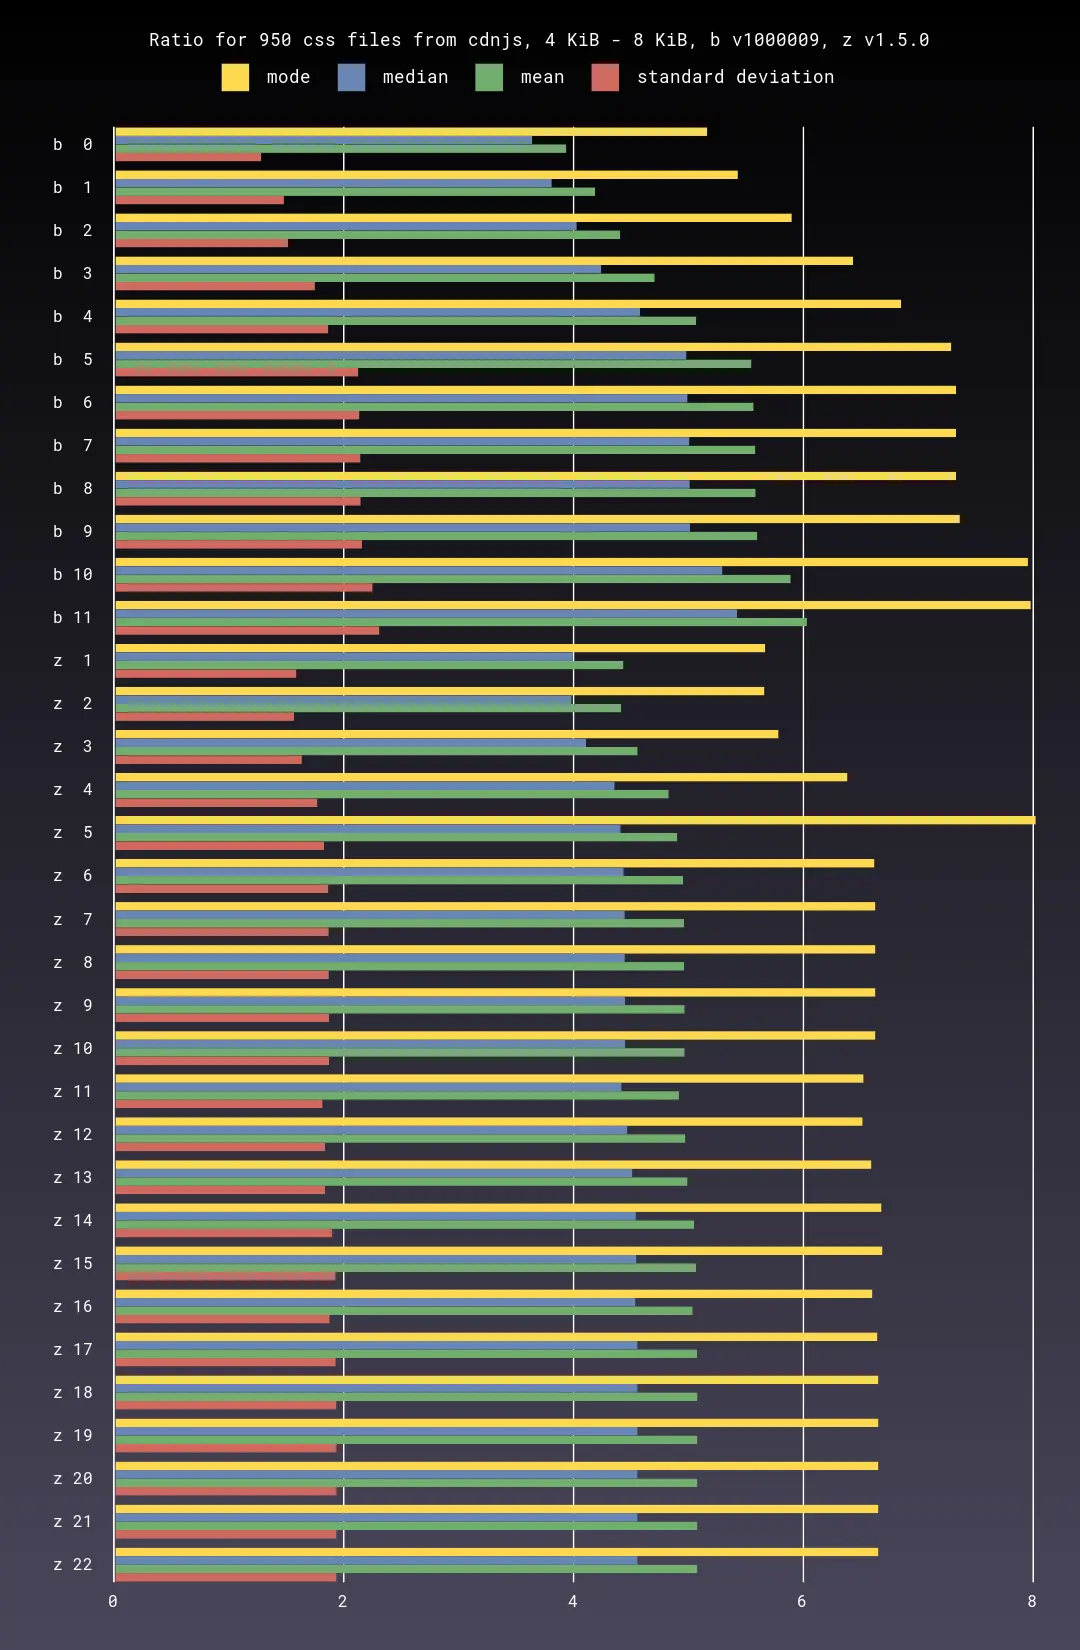 Ratio for 950 css files from cdnjs, 4 KiB - 8 KiB, b v1000009, z v1.5.0
mode median mean standard deviation
b 0
b 1
b 2
b 3
b 4
b 5
b 6
b 7
b 8
b 9
b 10
b 11
z 1
z 2
z 3
z 4
z 5
z 6
z 7
z 8
z 9
z 10
z 11
z 12
z 13
z 14
z 15
z 16
z 17
z 18
z 19
z 20
z 21
z 22
0 2 4 6 8